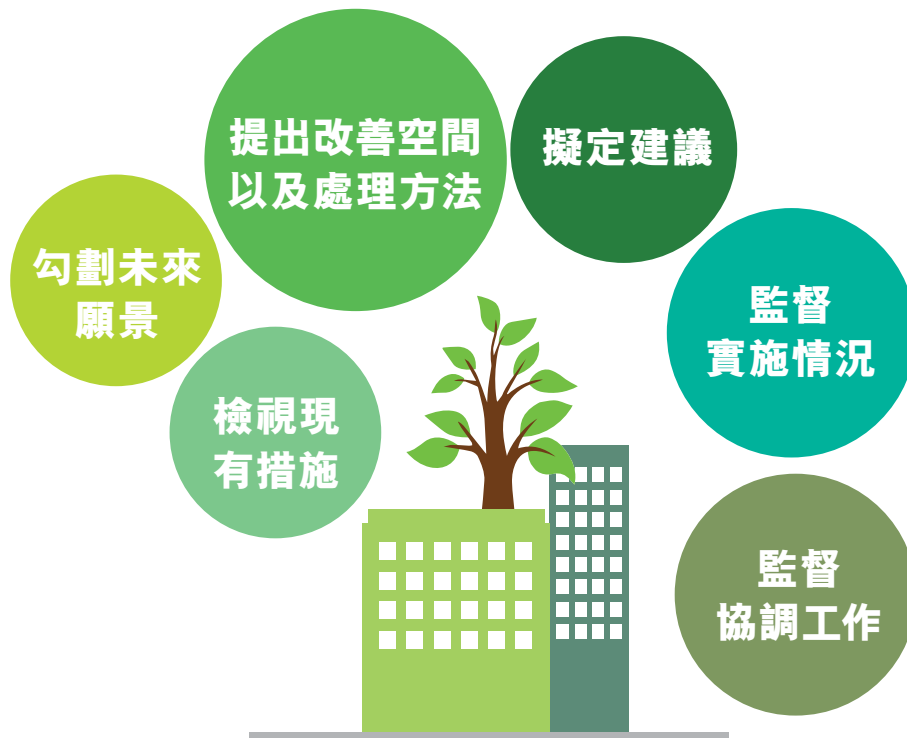 提出改善空間
以及處理方法
擬定建議
勾劃未來
願景
監督
實施情況
檢視現
有措施
監督
協調工作